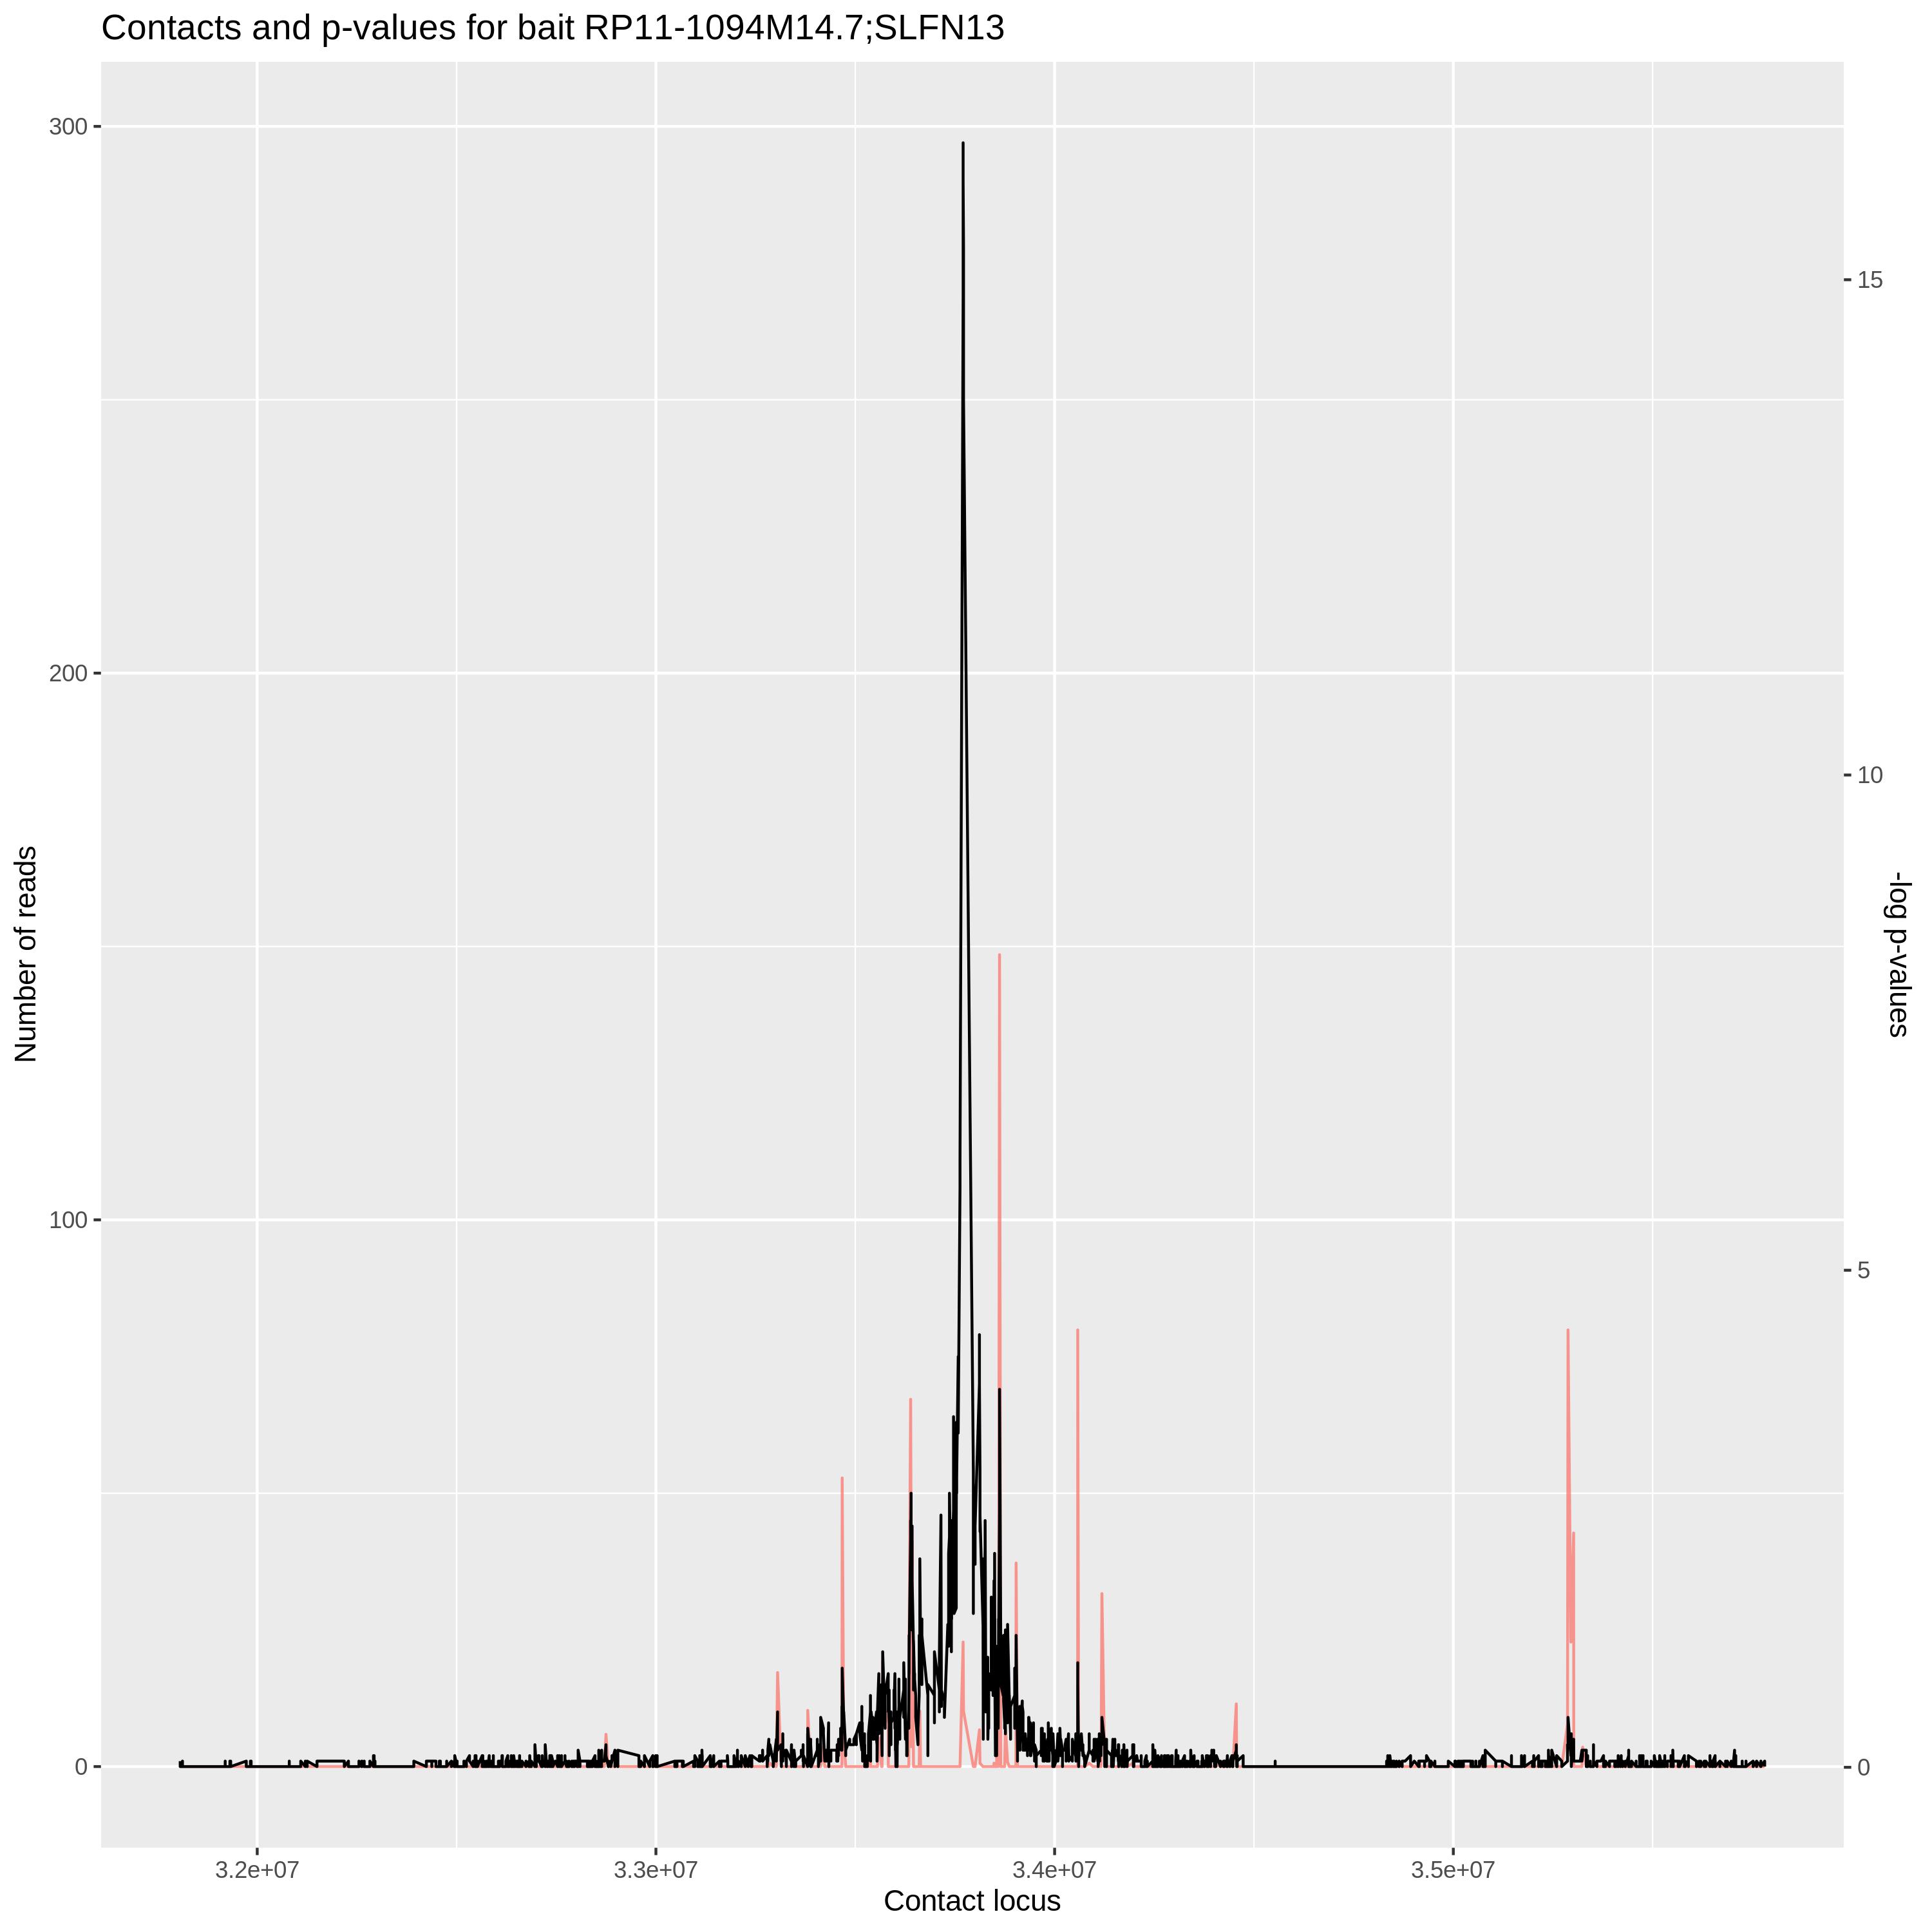 Contacts and p-values for bait RP11-1094M14.7;SLFN13
300
200
100
0
15
10
5
0
Number of reads
-log p-values
3.2e+07
3.3e+07
3.4e+07
3.5e+07
Contact locus